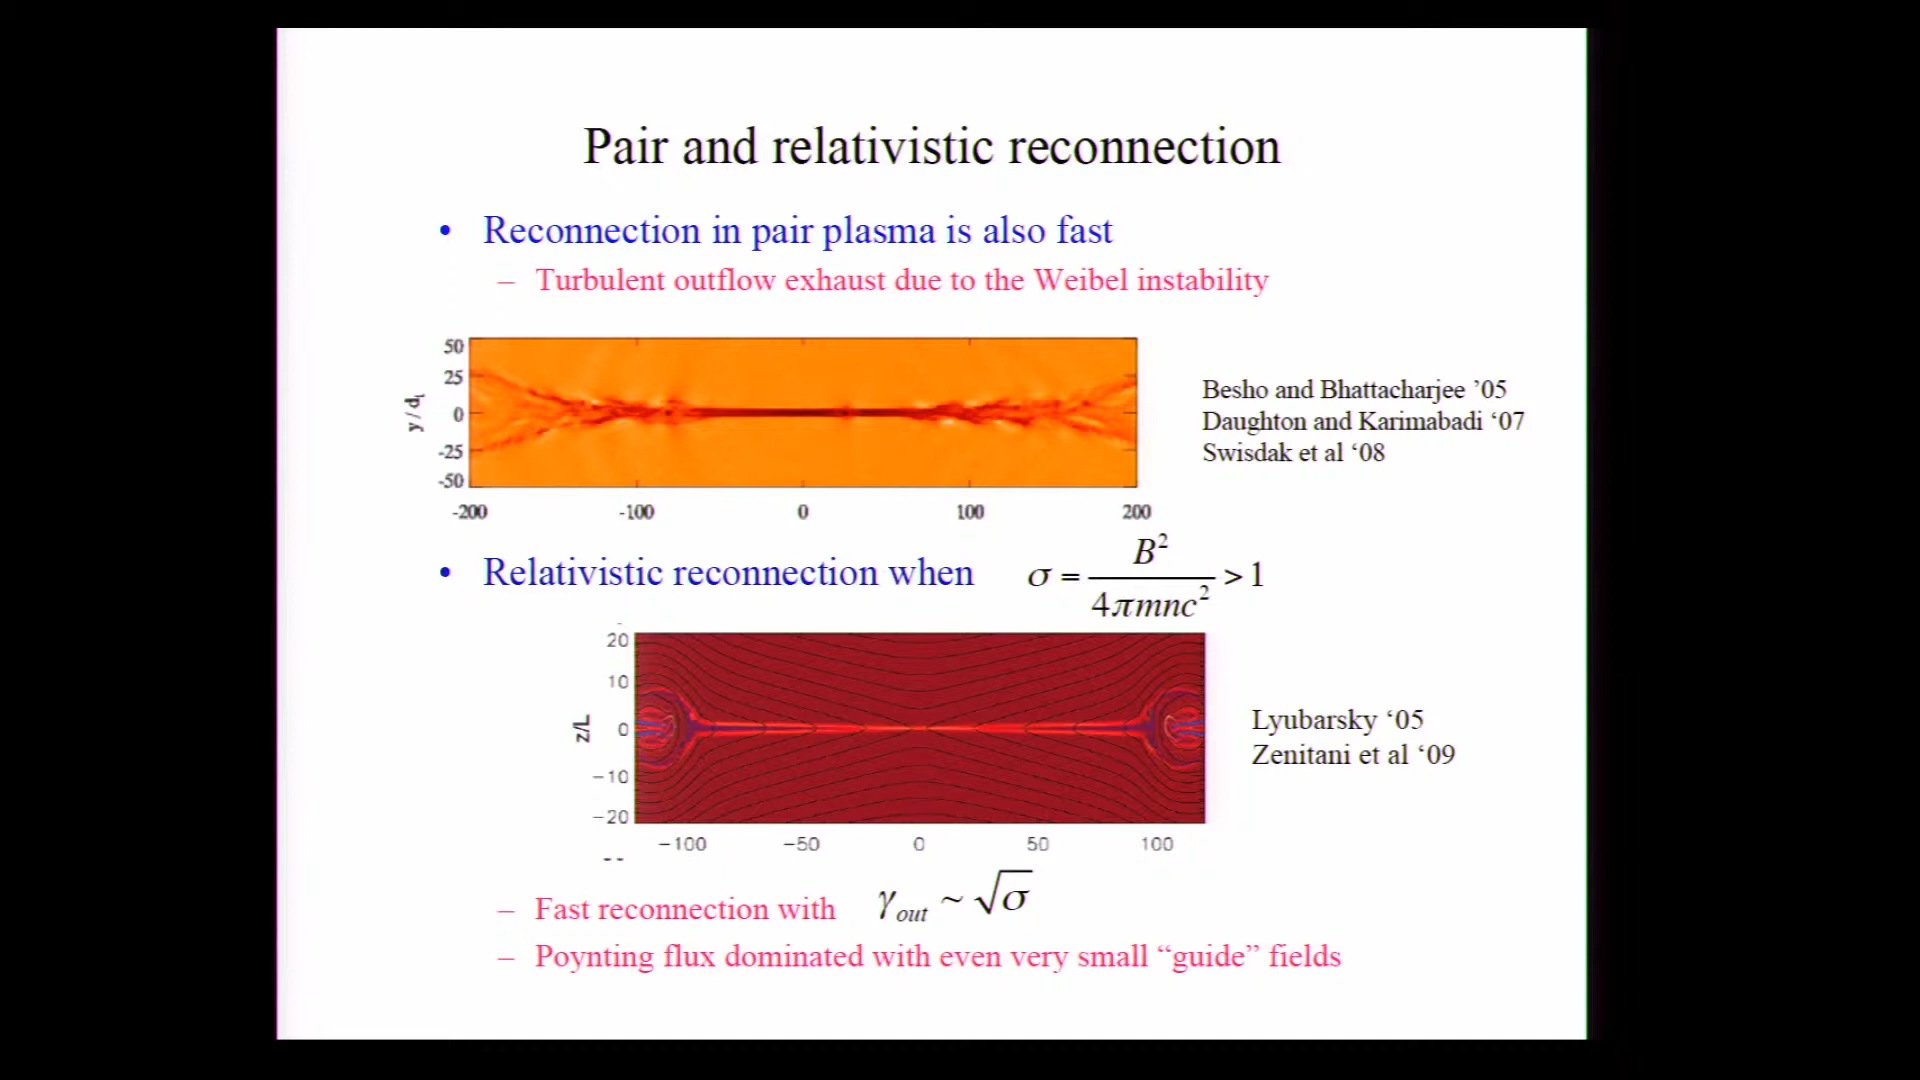 Pair and relativistic reconnection
• Reconnection in pair plasma is also fast
– Turbulent outflow exhaust due to the Weibel instability
50
25
0
-25
-50
y / di
-200 -100 0 100 200
Besho and Bhattacharjee ’05
Daughton and Karimabadi ‘07
Swisdak et al ‘08
• Relativistic reconnection when σ = B² / 4πmnc² > 1
20
10
0
−10
−20
z/L
−100 −50 0 50 100
Lyubarsky ‘05
Zenitani et al ‘09
– Fast reconnection with γout ~ √σ
– Poynting flux dominated with even very small “guide” fields